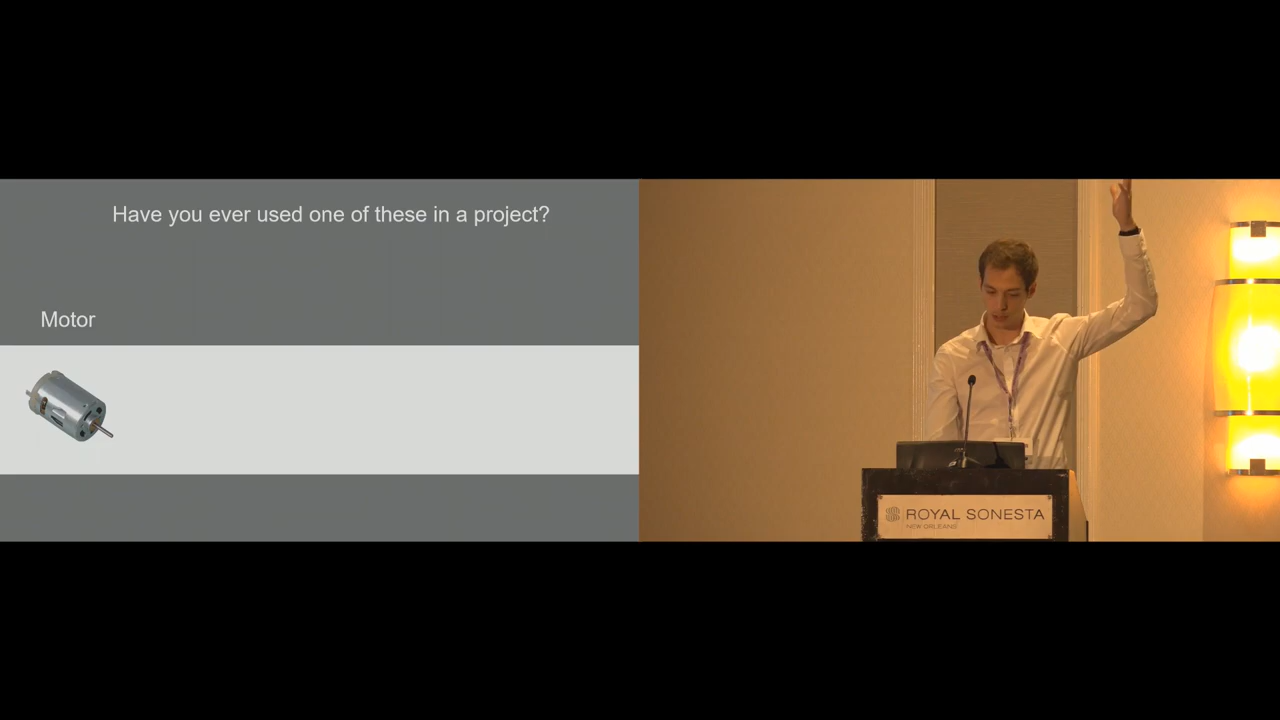 Have you ever used one of these in a project?
Motor
ROYAL SONESTA
NEW ORLEANS